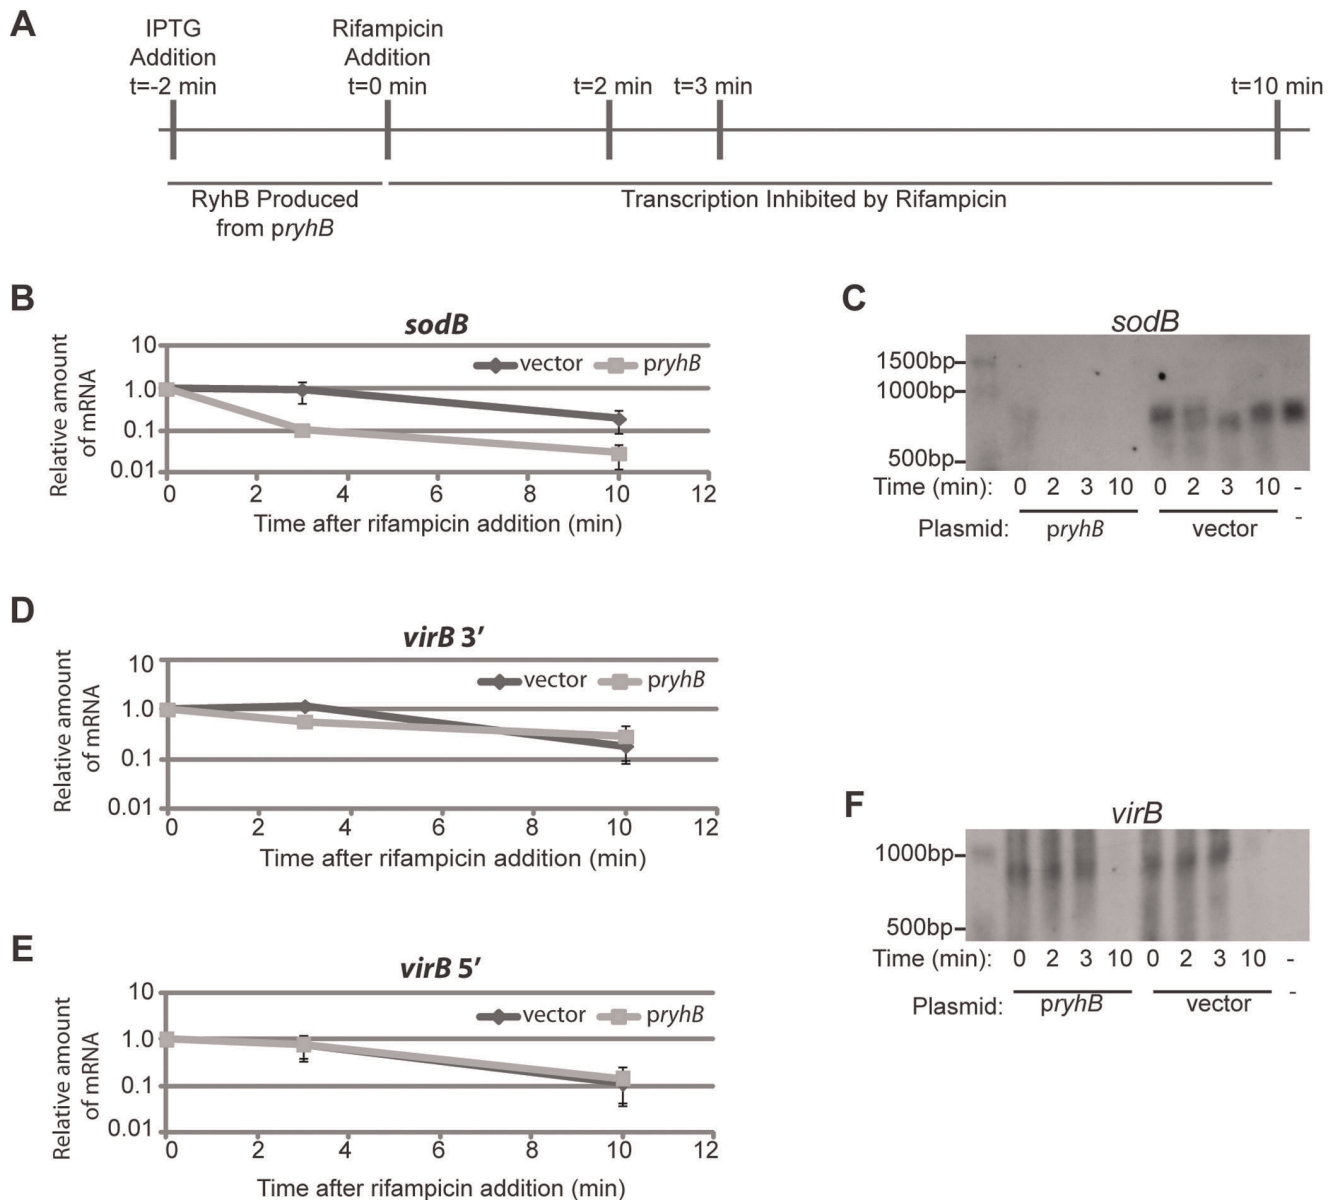 A
IPTG
Addition
t=-2 min
Rifampicin
Addition
t=0 min
t=2 min
t=3 min
t=10 min
RyhB Produced
from pryhB
Transcription Inhibited by Rifampicin
B
sodB
Relative amount
of mRNA
10
1.0
0.1
0.01
vector
pryhB
0 2 4 6 8 10 12
Time after rifampicin addition (min)
C
sodB
1500bp
1000bp
500bp
Time (min): 0 2 3 10 0 2 3 10 -
Plasmid: pryhB vector -
D
virB 3′
Relative amount
of mRNA
10
1.0
0.1
0.01
vector
pryhB
0 2 4 6 8 10 12
Time after rifampicin addition (min)
E
virB 5′
Relative amount
of mRNA
10
1.0
0.1
0.01
vector
pryhB
0 2 4 6 8 10 12
Time after rifampicin addition (min)
F
virB
1000bp
500bp
Time (min): 0 2 3 10 0 2 3 10 -
Plasmid: pryhB vector -